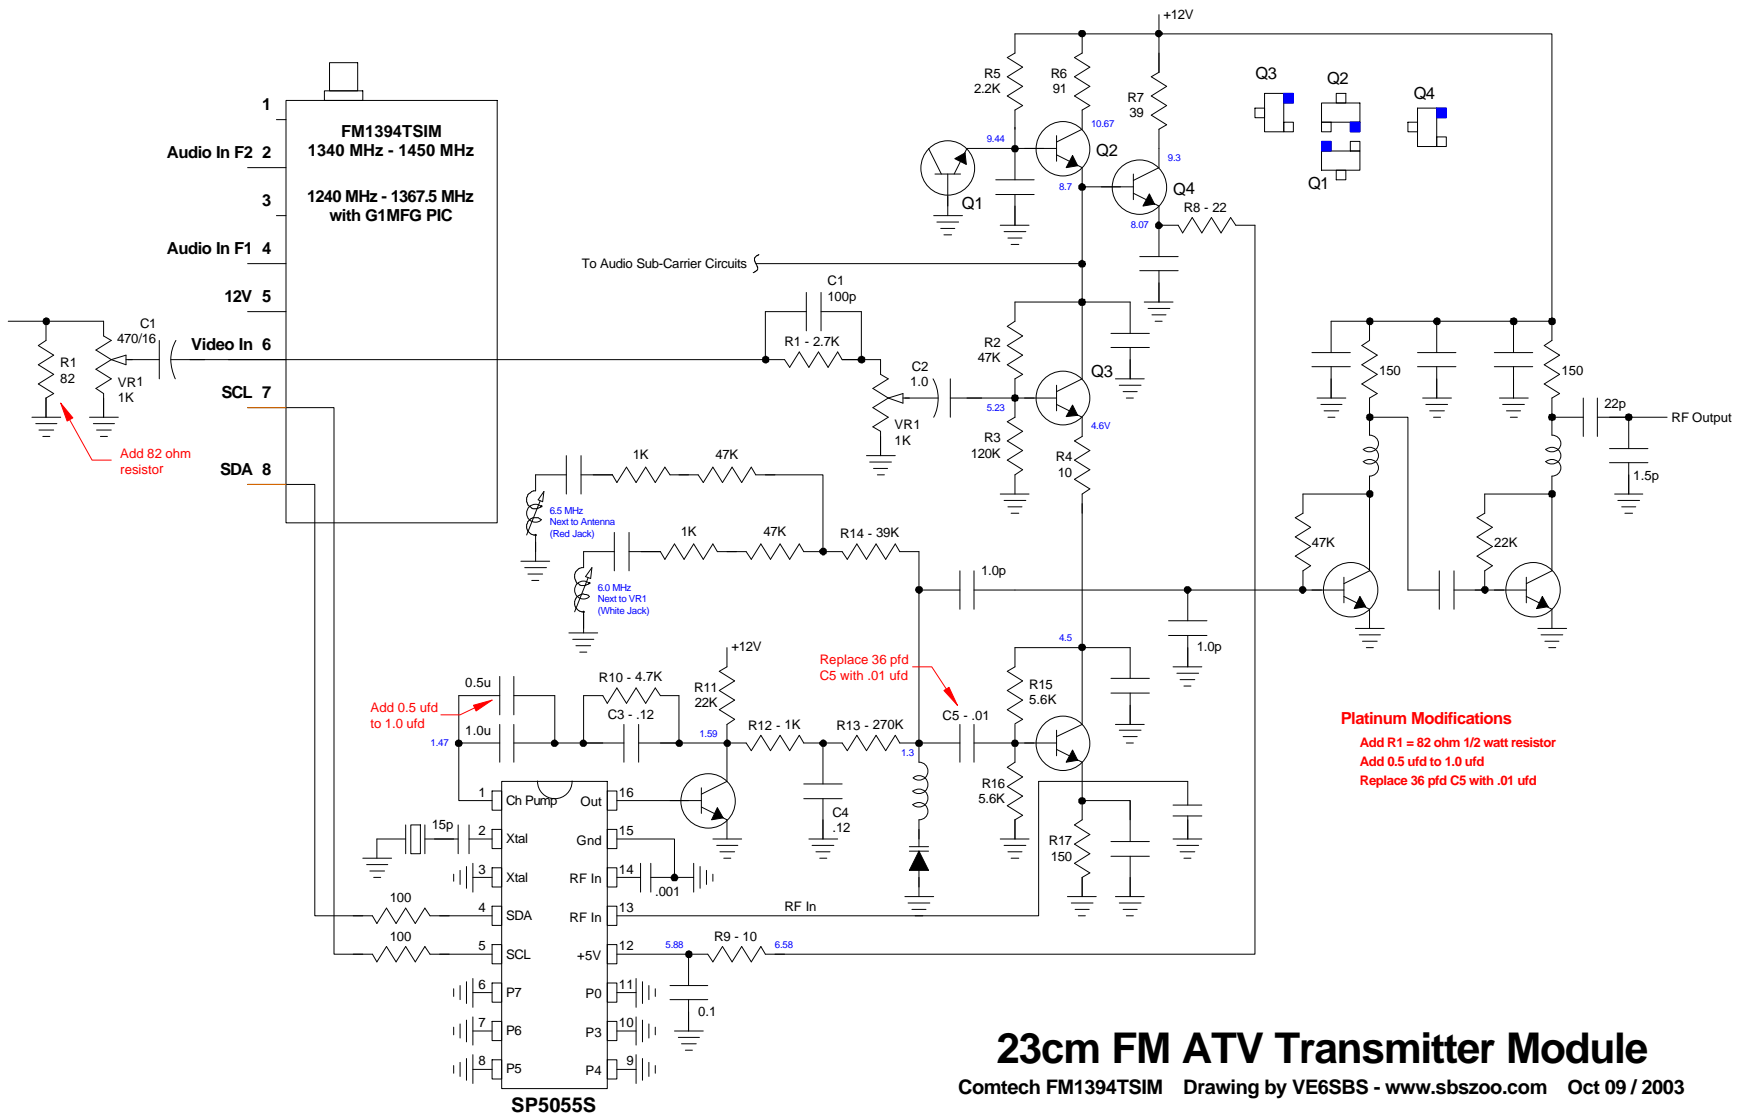 +12V
R5
2.2K
R6
91
R7
39
Q3
Q2
Q4
Q1
10.67
9.44
Q2
8.7
9.3
Q4
Q1
8.07
R8 - 22
1
FM1394TSIM
1340 MHz - 1450 MHz
Audio In F2 2
3
1240 MHz - 1367.5 MHz
with G1MFG PIC
Audio In F1 4
12V 5
Video In 6
SCL 7
SDA 8
To Audio Sub-Carrier Circuits
C1
470/16
R1
82
VR1
1K
Add 82 ohm
resistor
C1
100p
R1 - 2.7K
C2
1.0
VR1
1K
R2
47K
Q3
5.23
4.6V
R3
120K
R4
10
150
150
22p
RF Output
1.5p
47K
22K
1K
47K
6.5 MHz
Next to Antenna
(Red Jack)
1K
47K
R14 - 39K
6.0 MHz
Next to VR1
(White Jack)
1.0p
1.0p
4.5
+12V
Replace 36 pfd
C5 with .01 ufd
R11
22K
R10 - 4.7K
0.5u
Add 0.5 ufd
to 1.0 ufd
C3 - .12
1.0u
1.47
1.59
R12 - 1K
R13 - 270K
1.3
C5 - .01
R15
5.6K
R16
5.6K
C4
.12
R17
150
Platinum Modifications
Add R1 = 82 ohm 1/2 watt resistor
Add 0.5 ufd to 1.0 ufd
Replace 36 pfd C5 with .01 ufd
1 Ch Pump Out 16
15p
2 Xtal Gnd 15
3 Xtal RF In 14
.001
100
4 SDA RF In 13
RF In
100
5 SCL +5V 12
5.88
R9 - 10
6.58
6 P7 P0 11
0.1
7 P6 P3 10
8 P5 P4 9
SP5055S
23cm FM ATV Transmitter Module
Comtech FM1394TSIM Drawing by VE6SBS - www.sbszoo.com Oct 09 / 2003